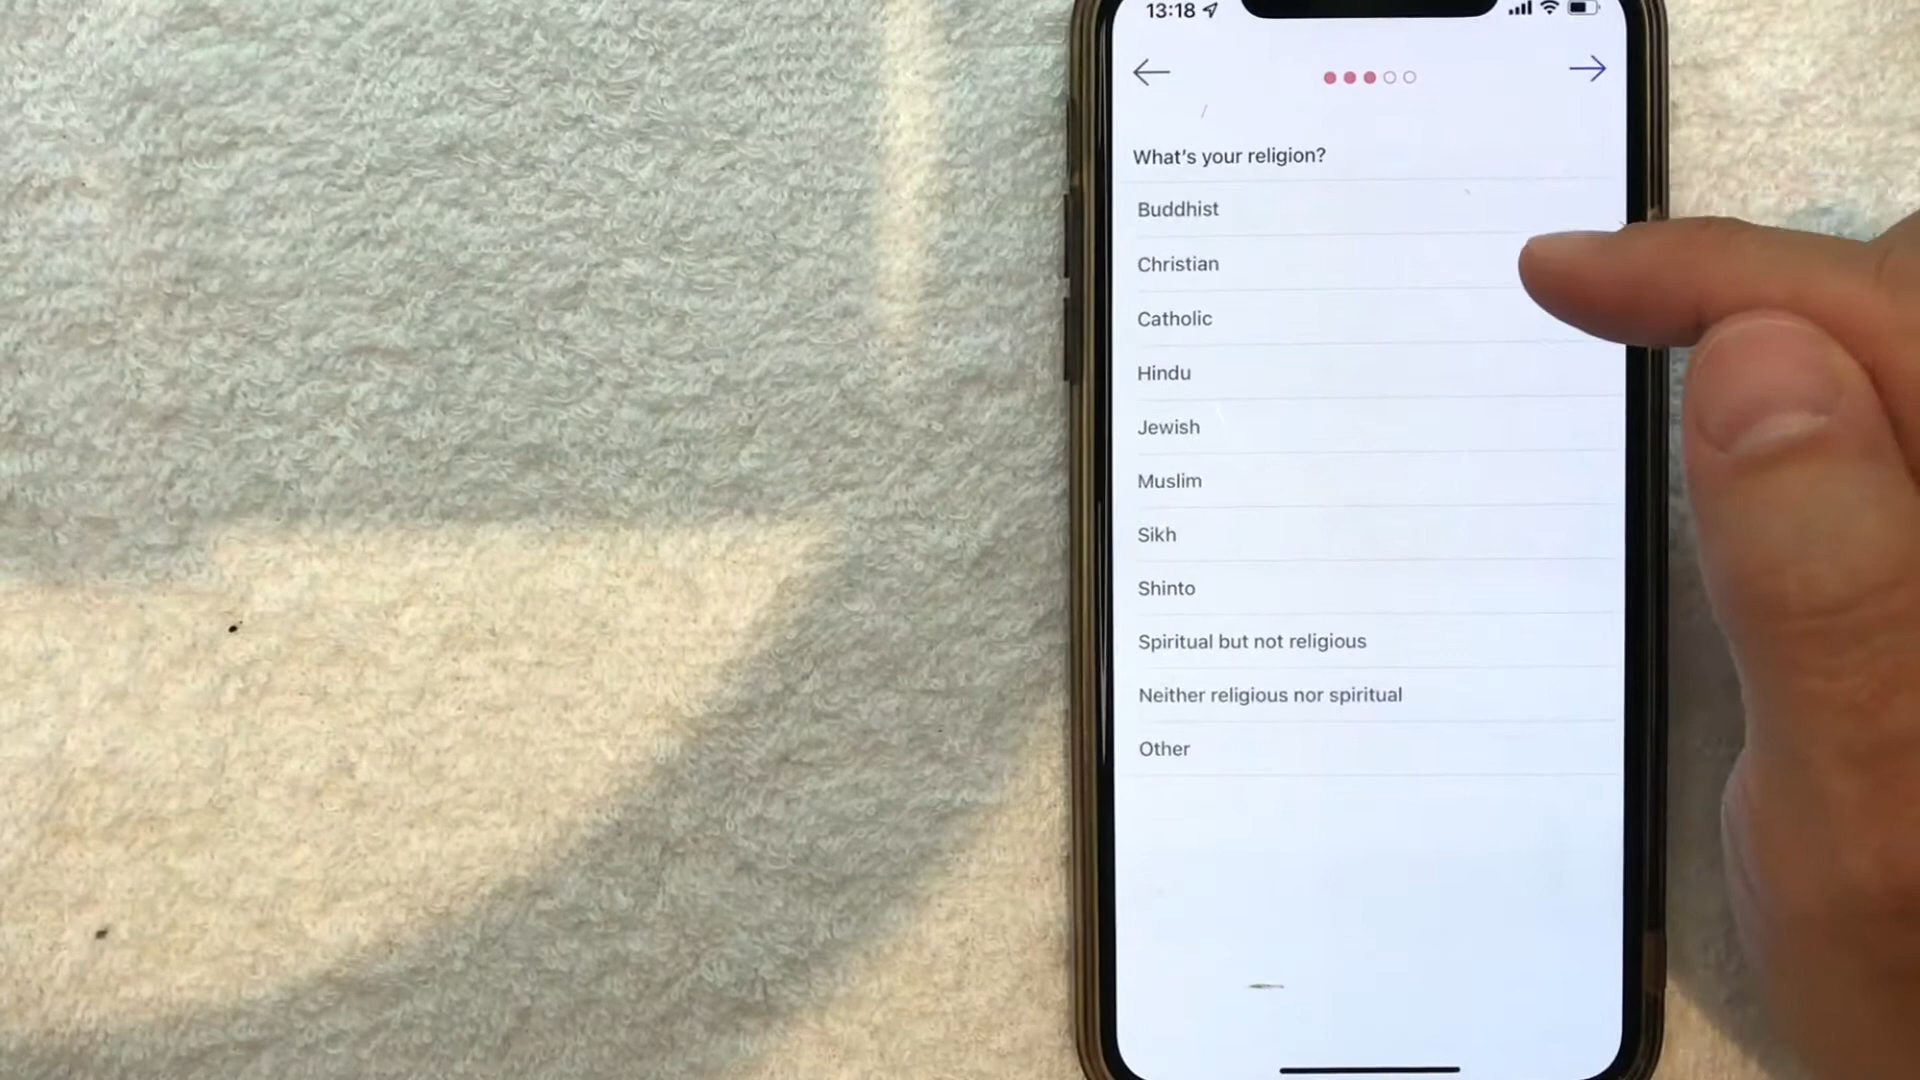 13:18
What's your religion?
Buddhist
Christian
Catholic
Hindu
Jewish
Muslim
Sikh
Shinto
Spiritual but not religious
Neither religious nor spiritual
Other